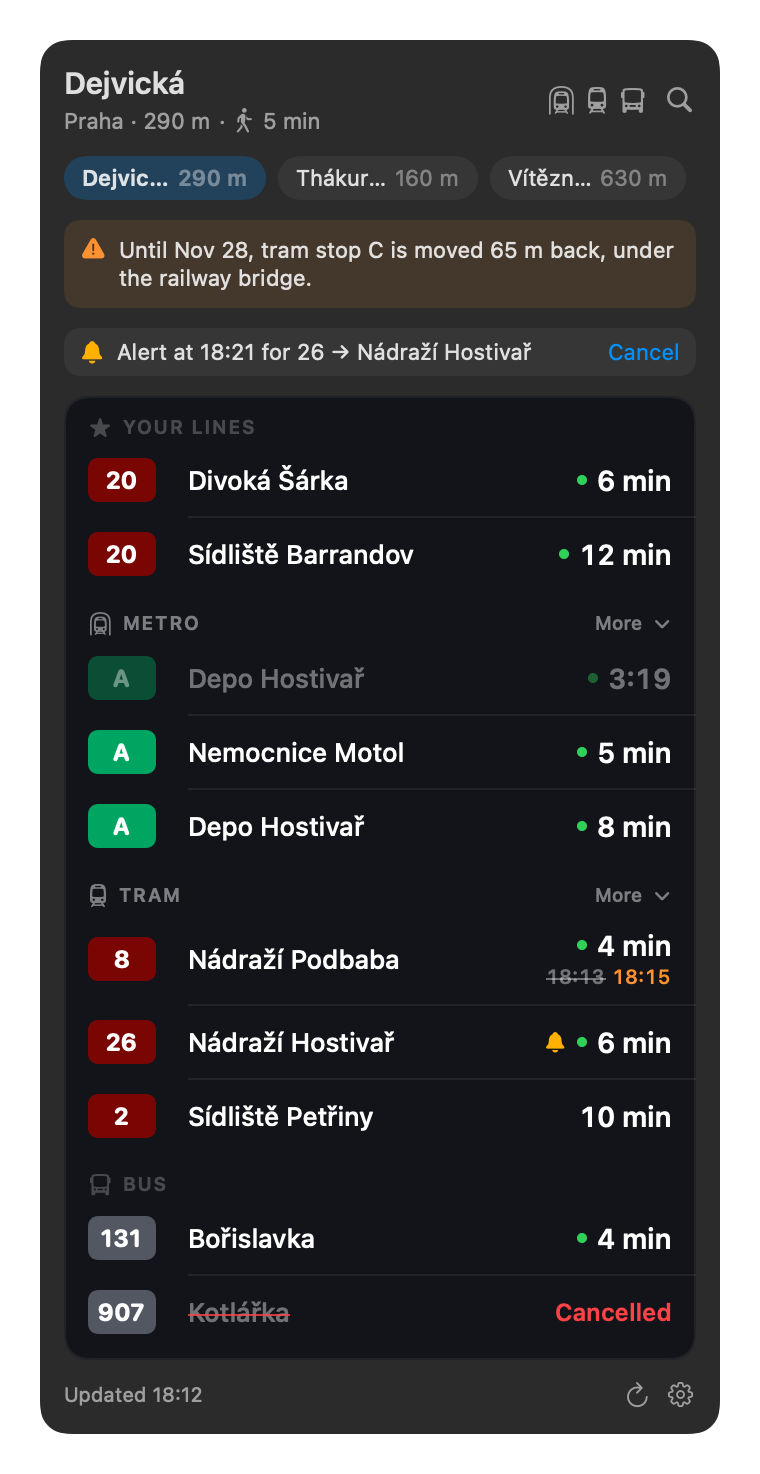 Dejvická
Praha · 290 m · 5 min
Dejvic... 290 m
Thákur... 160 m
Vítězn... 630 m
Until Nov 28, tram stop C is moved 65 m back, under
the railway bridge.
Alert at 18:21 for 26 → Nádraží Hostivař Cancel
YOUR LINES
20 Divoká Šárka 6 min
20 Sídliště Barrandov 12 min
METRO More
A Depo Hostivař 3:19
A Nemocnice Motol 5 min
A Depo Hostivař 8 min
TRAM More
8 Nádraží Podbaba 4 min
18:13 18:15
26 Nádraží Hostivař 6 min
2 Sídliště Petřiny 10 min
BUS
131 Bořislavka 4 min
907 Kotlářka Cancelled
Updated 18:12